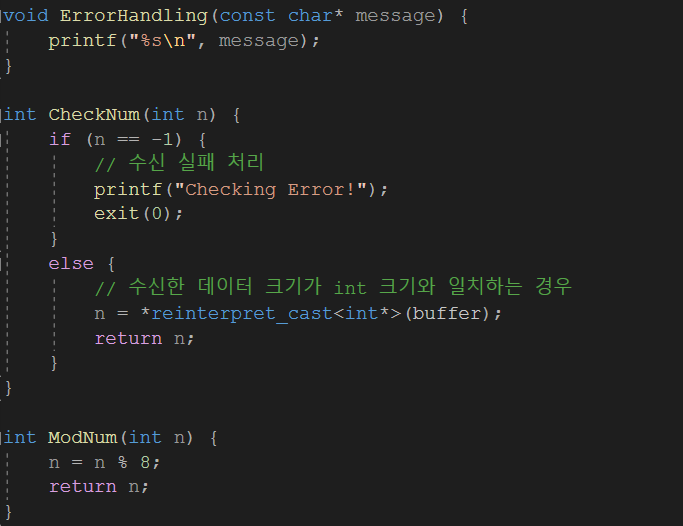 void ErrorHandling(const char* message) {
    printf("%s\n", message);
}

int CheckNum(int n) {
    if (n == -1) {
        // 수신 실패 처리
        printf("Checking Error!");
        exit(0);
    }
    else {
        // 수신한 데이터 크기가 int 크기와 일치하는 경우
        n = *reinterpret_cast<int*>(buffer);
        return n;
    }
}

int ModNum(int n) {
    n = n % 8;
    return n;
}